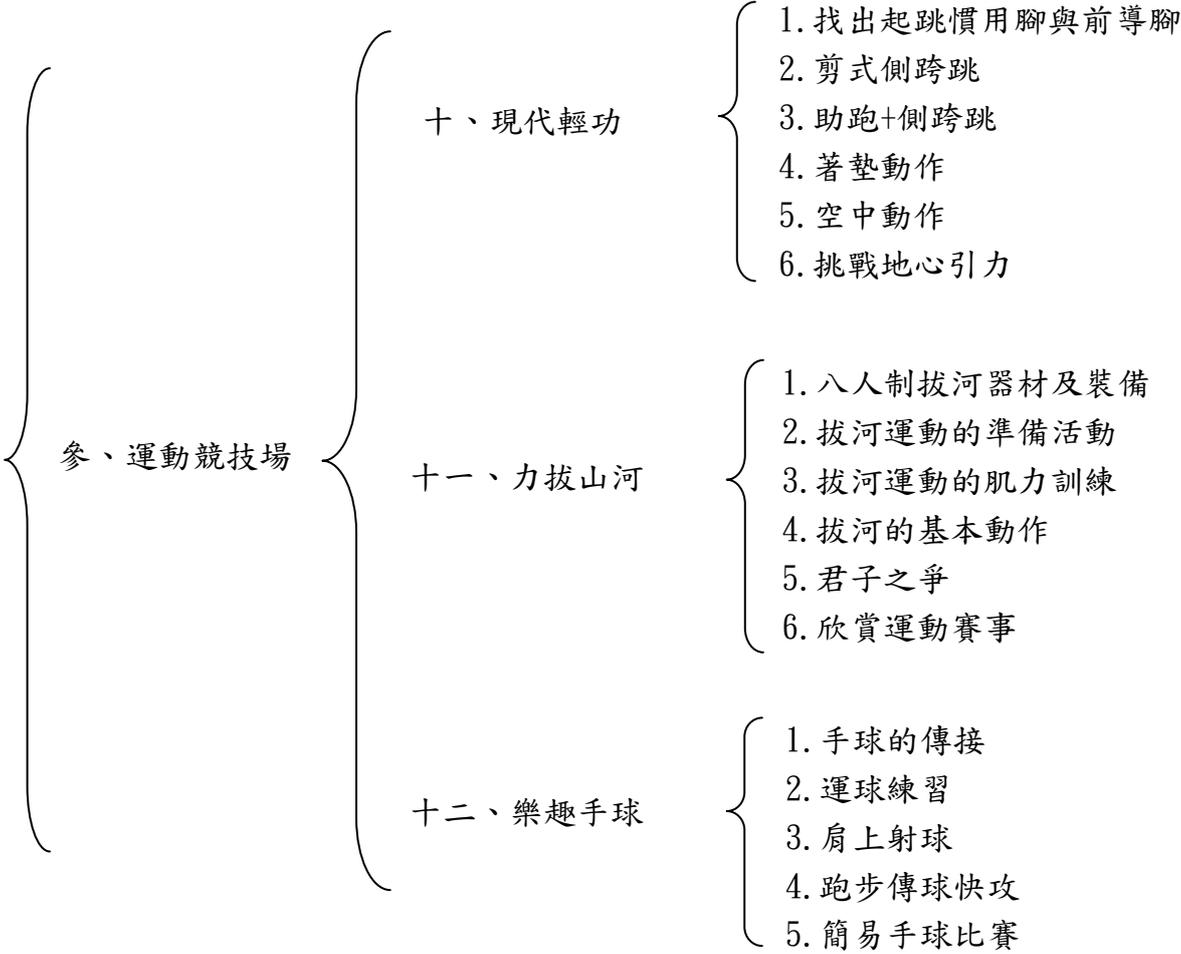 參、運動競技場
十、現代輕功
1.找出起跳慣用腳與前導腳
2.剪式側跨跳
3.助跑+側跨跳
4.著墊動作
5.空中動作
6.挑戰地心引力
十一、力拔山河
1.八人制拔河器材及裝備
2.拔河運動的準備活動
3.拔河運動的肌力訓練
4.拔河的基本動作
5.君子之爭
6.欣賞運動賽事
十二、樂趣手球
1.手球的傳接
2.運球練習
3.肩上射球
4.跑步傳球快攻
5.簡易手球比賽